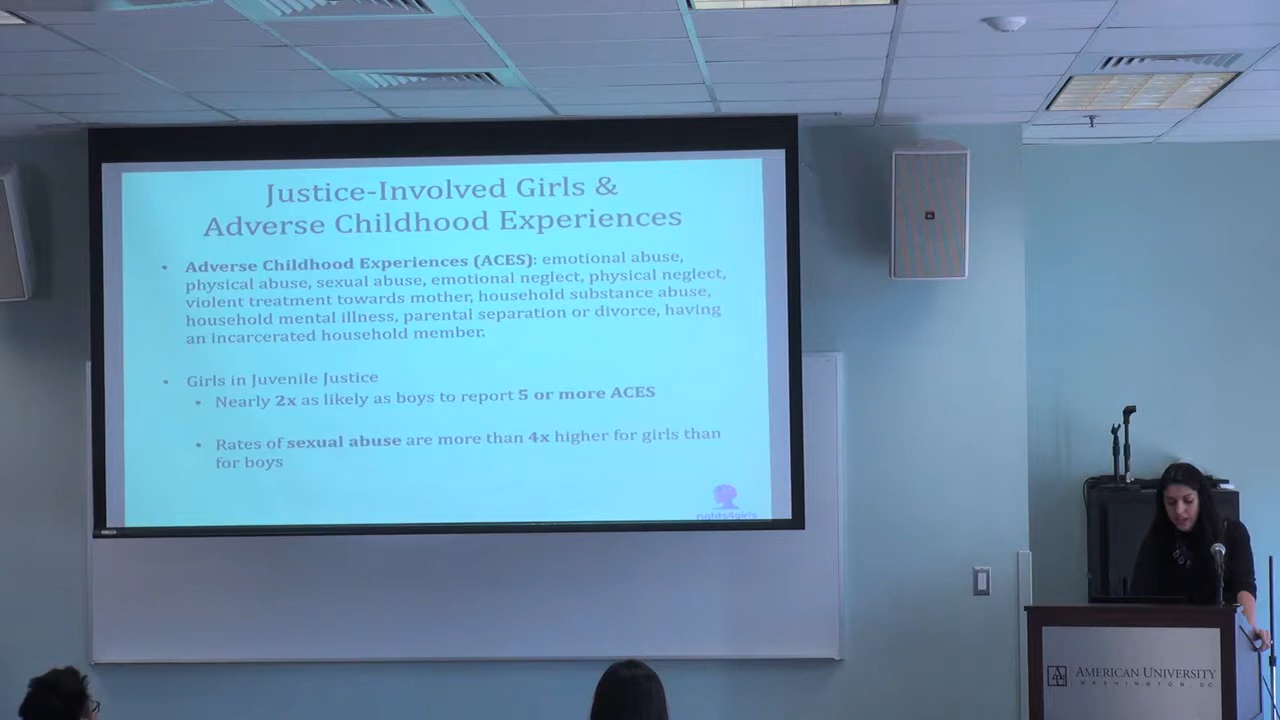 Justice-Involved Girls &
Adverse Childhood Experiences
• Adverse Childhood Experiences (ACES): emotional abuse,
physical abuse, sexual abuse, emotional neglect, physical neglect,
violent treatment towards mother, household substance abuse,
household mental illness, parental separation or divorce, having
an incarcerated household member.
• Girls in Juvenile Justice
• Nearly 2x as likely as boys to report 5 or more ACES
• Rates of sexual abuse are more than 4x higher for girls than
for boys
rights4girls
AMERICAN UNIVERSITY
WASHINGTON, DC